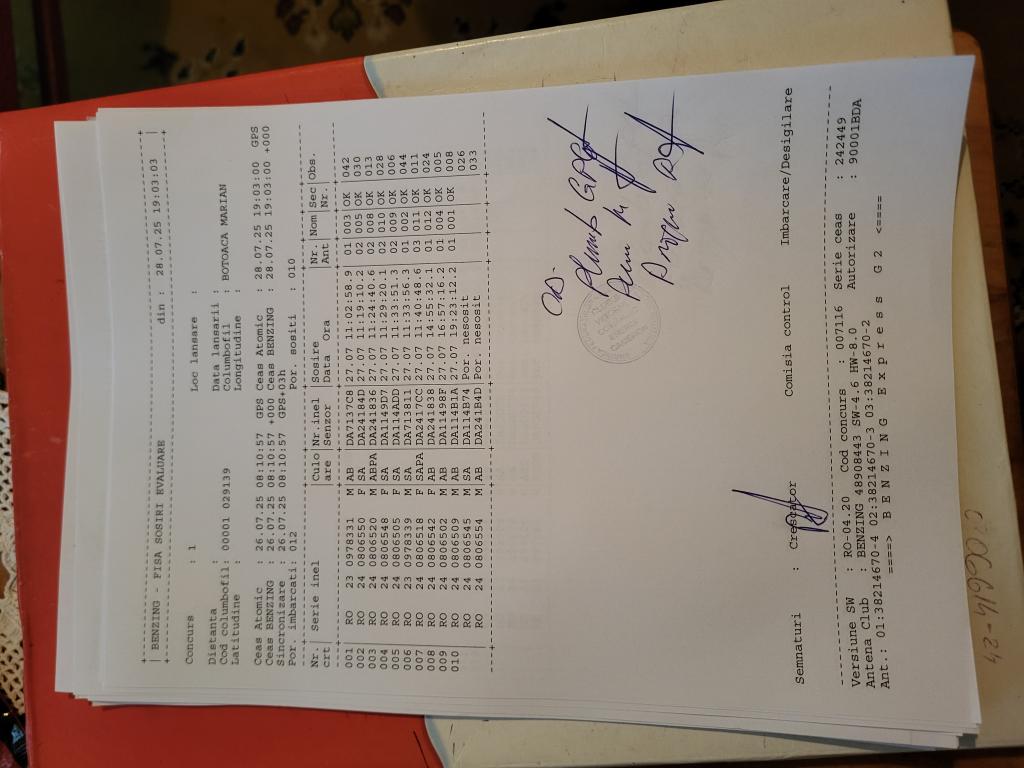 BENZING - FISA SOSIRI EVALUARE din : 28.07.25 19:03:03
Concurs : 1 Loc lansare :
Distanta : Data lansarii :
Cod columbofil: 00001 029139 Columbofil : BOTOACA MARIAN
Latitudine : Longitudine :
Ceas Atomic : 26.07.25 08:10:57 GPS Ceas Atomic : 28.07.25 19:03:00 GPS
Ceas BENZING : 26.07.25 08:10:57 +000 Ceas BENZING : 28.07.25 19:03:00 +000
Sincronizare : 26.07.25 08:10:57 GPS+03h
Por. imbarcati: 012 Por. sositi : 010
Nr. | Serie inel | Culo | Nr.inel | Sosire | Nr. | Nom | Sec | Obs.
crt | | are | Senzor | Data Ora | Ant | | Nr. |
001 RO 23 0978331 M AB DA7137C8 27.07 11:02:58.9 01 003 OK 042
002 RO 24 0806550 F SA DA24184D 27.07 11:19:10.2 02 005 OK 030
003 RO 24 0806520 M ABPA DA241836 27.07 11:24:40.6 02 008 OK 013
004 RO 24 0806548 F SA DA1149D7 27.07 11:29:20.1 02 010 OK 028
005 RO 24 0806505 F SA DA114ADD 27.07 11:33:51.3 02 009 OK 006
006 RO 23 0978339 M SA DA713811 27.07 11:33:56.3 01 002 OK 044
007 RO 24 0806518 F SAPA DA2417CC 27.07 11:40:48.6 03 011 OK 011
008 RO 24 0806542 F AB DA241838 27.07 14:55:32.1 01 012 OK 024
009 RO 24 0806502 M AB DA11498E 27.07 16:57:16.2 01 004 OK 005
010 RO 24 0806509 M AB DA114B1A 27.07 19:23:12.2 01 001 OK 008
RO 24 0806545 M SA DA114B74 Por. nesosit 026
RO 24 0806554 M AB DA241B4D Por. nesosit 033
Semnaturi : Crescator Comisia control Imbarcare/Desigilare
Versiune SW : RO-04.20 Cod concurs : 007116 Serie ceas : 242449
Antena Club : BENZING 48908443 SW-4.6 HW-8.0 Autorizare : 90001BDA
Ant.: 01:38214670-4 02:38214670-3 03:38214670-2
====> B E N Z I N G E x p r e s s G 2 <====